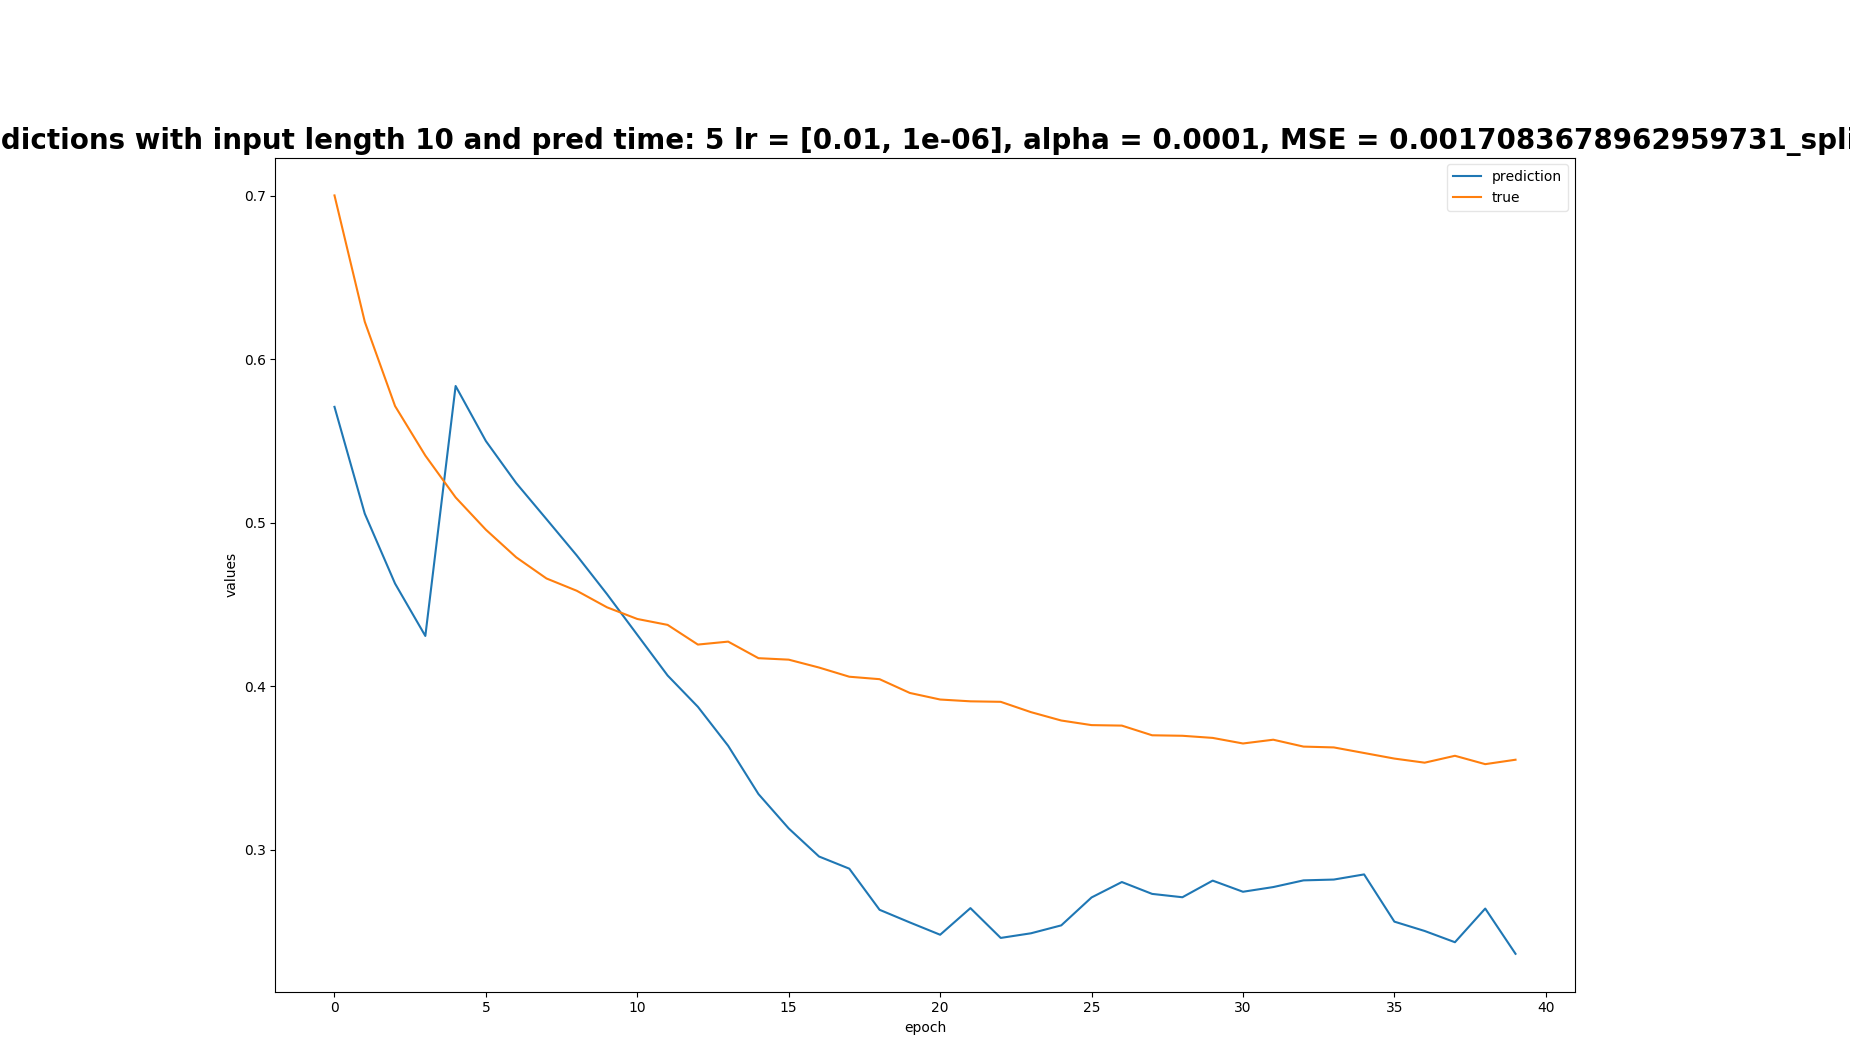 dictions with input length 10 and pred time: 5 lr = [0.01, 1e-06], alpha = 0.0001, MSE = 0.0017083678962959731_spli
prediction
true
0.7
0.6
0.5
0.4
0.3
values
0 5 10 15 20 25 30 35 40
epoch